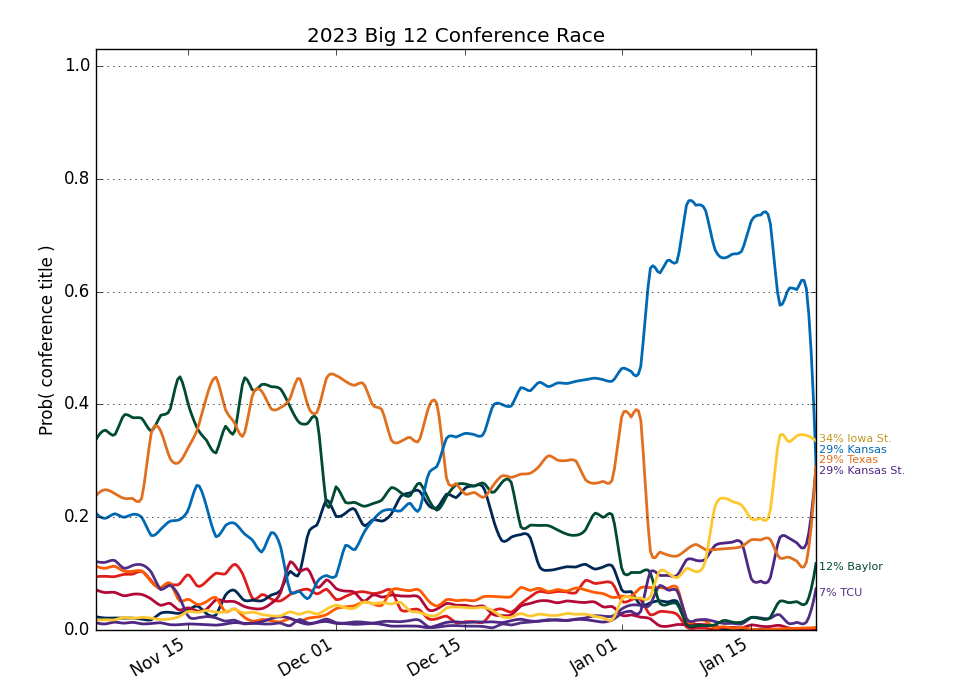 2023 Big 12 Conference Race
Prob( conference title )
1.0
0.8
0.6
0.4
0.2
0.0
34% Iowa St.
29% Kansas
29% Texas
29% Kansas St.
12% Baylor
7% TCU
Nov 15
Dec 01
Dec 15
Jan 01
Jan 15